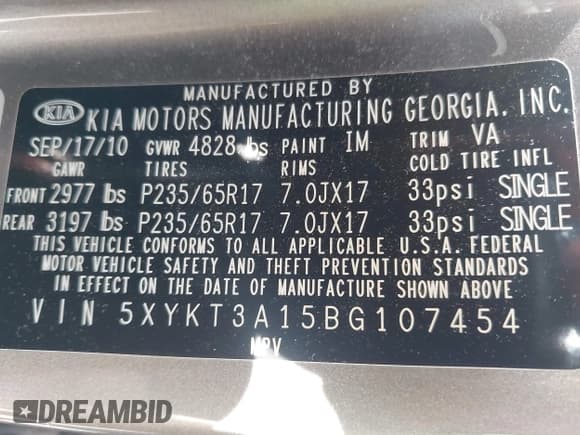 MANUFACTURED BY
KIA KIA MOTORS MANUFACTURING GEORGIA, INC.
SEP/17/10 GVWR 4828 lbs PAINT IM TRIM VA
GAWR TIRES RIMS COLD TIRE INFL
FRONT 2977 lbs P235/65R17 7.0JX17 33psi SINGLE
REAR 3197 lbs P235/65R17 7.0JX17 33psi SINGLE
THIS VEHICLE CONFORMS TO ALL APPLICABLE U.S.A. FEDERAL
MOTOR VEHICLE SAFETY AND THEFT PREVENTION STANDARDS
IN EFFECT ON THE DATE OF MANUFACTURE SHOWN ABOVE
VIN 5XYKT3A15BG107454
MPV
DREAMBID